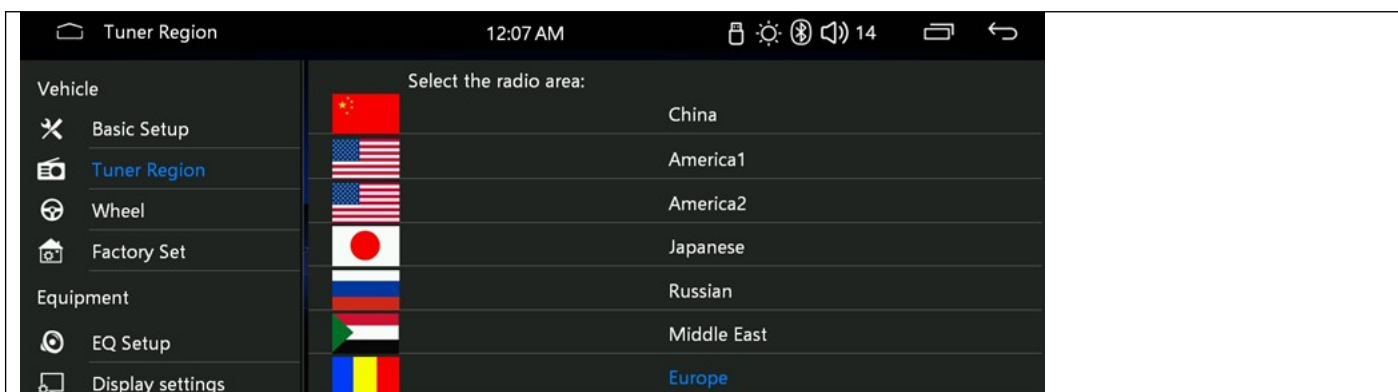 Tuner Region 12:07 AM 14
Vehicle
Basic Setup
Tuner Region
Wheel
Factory Set
Equipment
EQ Setup
Display settings
Select the radio area:
China
America1
America2
Japanese
Russian
Middle East
Europe